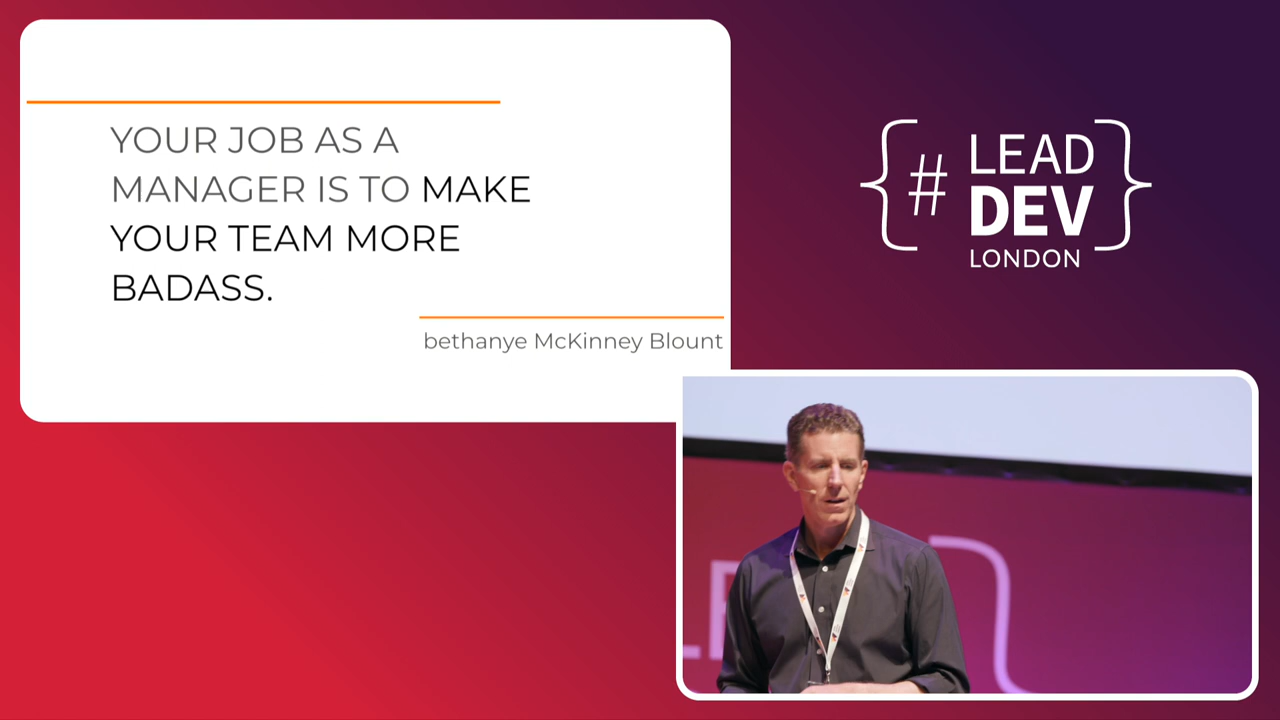 YOUR JOB AS A
MANAGER IS TO MAKE
YOUR TEAM MORE
BADASS.
bethanye McKinney Blount
{# LEAD
DEV}
LONDON